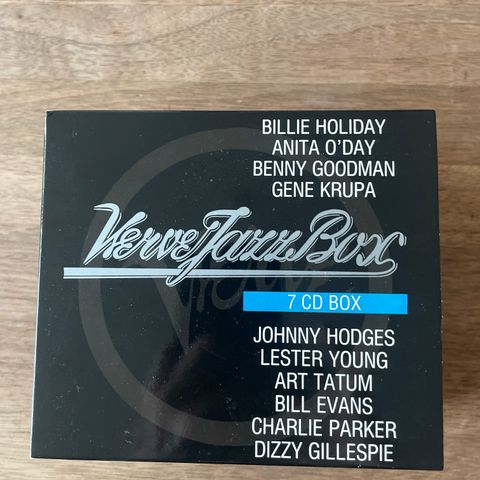 BILLIE HOLIDAY
ANITA O'DAY
BENNY GOODMAN
GENE KRUPA
Verve Jazz Box
7 CD BOX
JOHNNY HODGES
LESTER YOUNG
ART TATUM
BILL EVANS
CHARLIE PARKER
DIZZY GILLESPIE